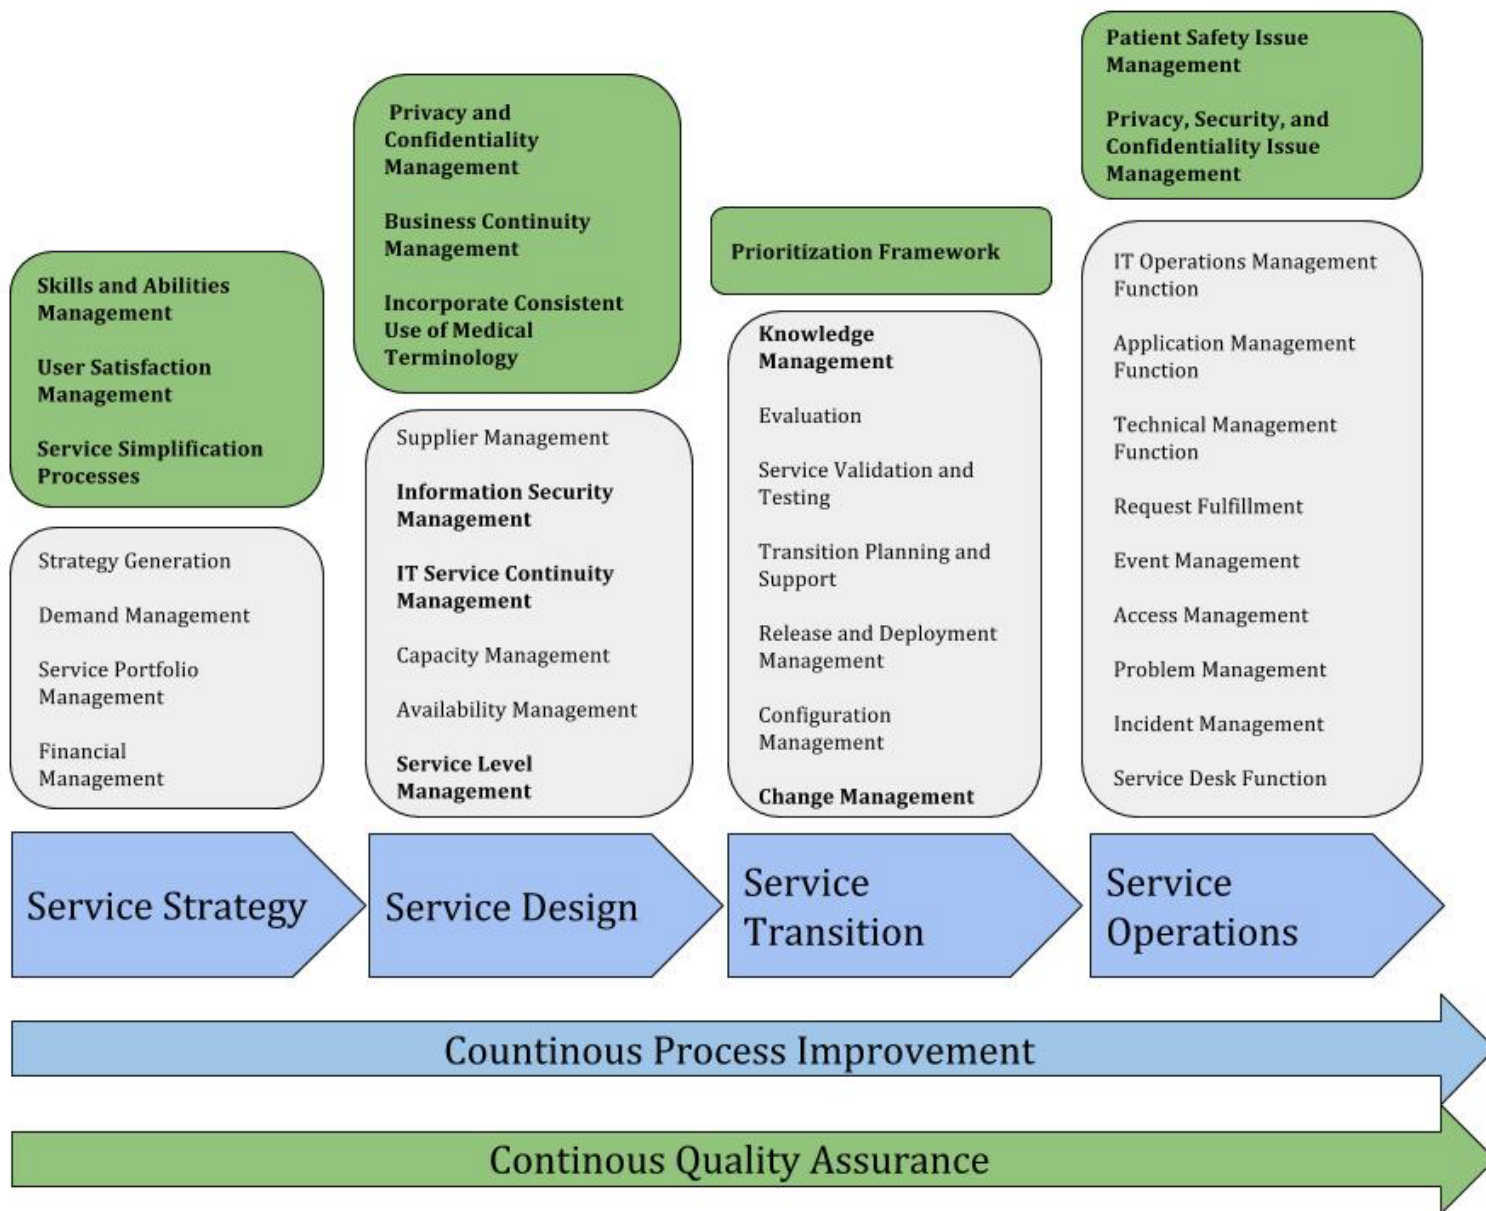 Skills and Abilities
Management
User Satisfaction
Management
Service Simplification
Processes
Strategy Generation
Demand Management
Service Portfolio
Management
Financial
Management
Service Strategy
Privacy and
Confidentiality
Management
Business Continuity
Management
Incorporate Consistent
Use of Medical
Terminology
Supplier Management
Information Security
Management
IT Service Continuity
Management
Capacity Management
Availability Management
Service Level
Management
Service Design
Prioritization Framework
Knowledge
Management
Evaluation
Service Validation and
Testing
Transition Planning and
Support
Release and Deployment
Management
Configuration
Management
Change Management
Service
Transition
Patient Safety Issue
Management
Privacy, Security, and
Confidentiality Issue
Management
IT Operations Management
Function
Application Management
Function
Technical Management
Function
Request Fulfillment
Event Management
Access Management
Problem Management
Incident Management
Service Desk Function
Service
Operations
Countinous Process Improvement
Continous Quality Assurance